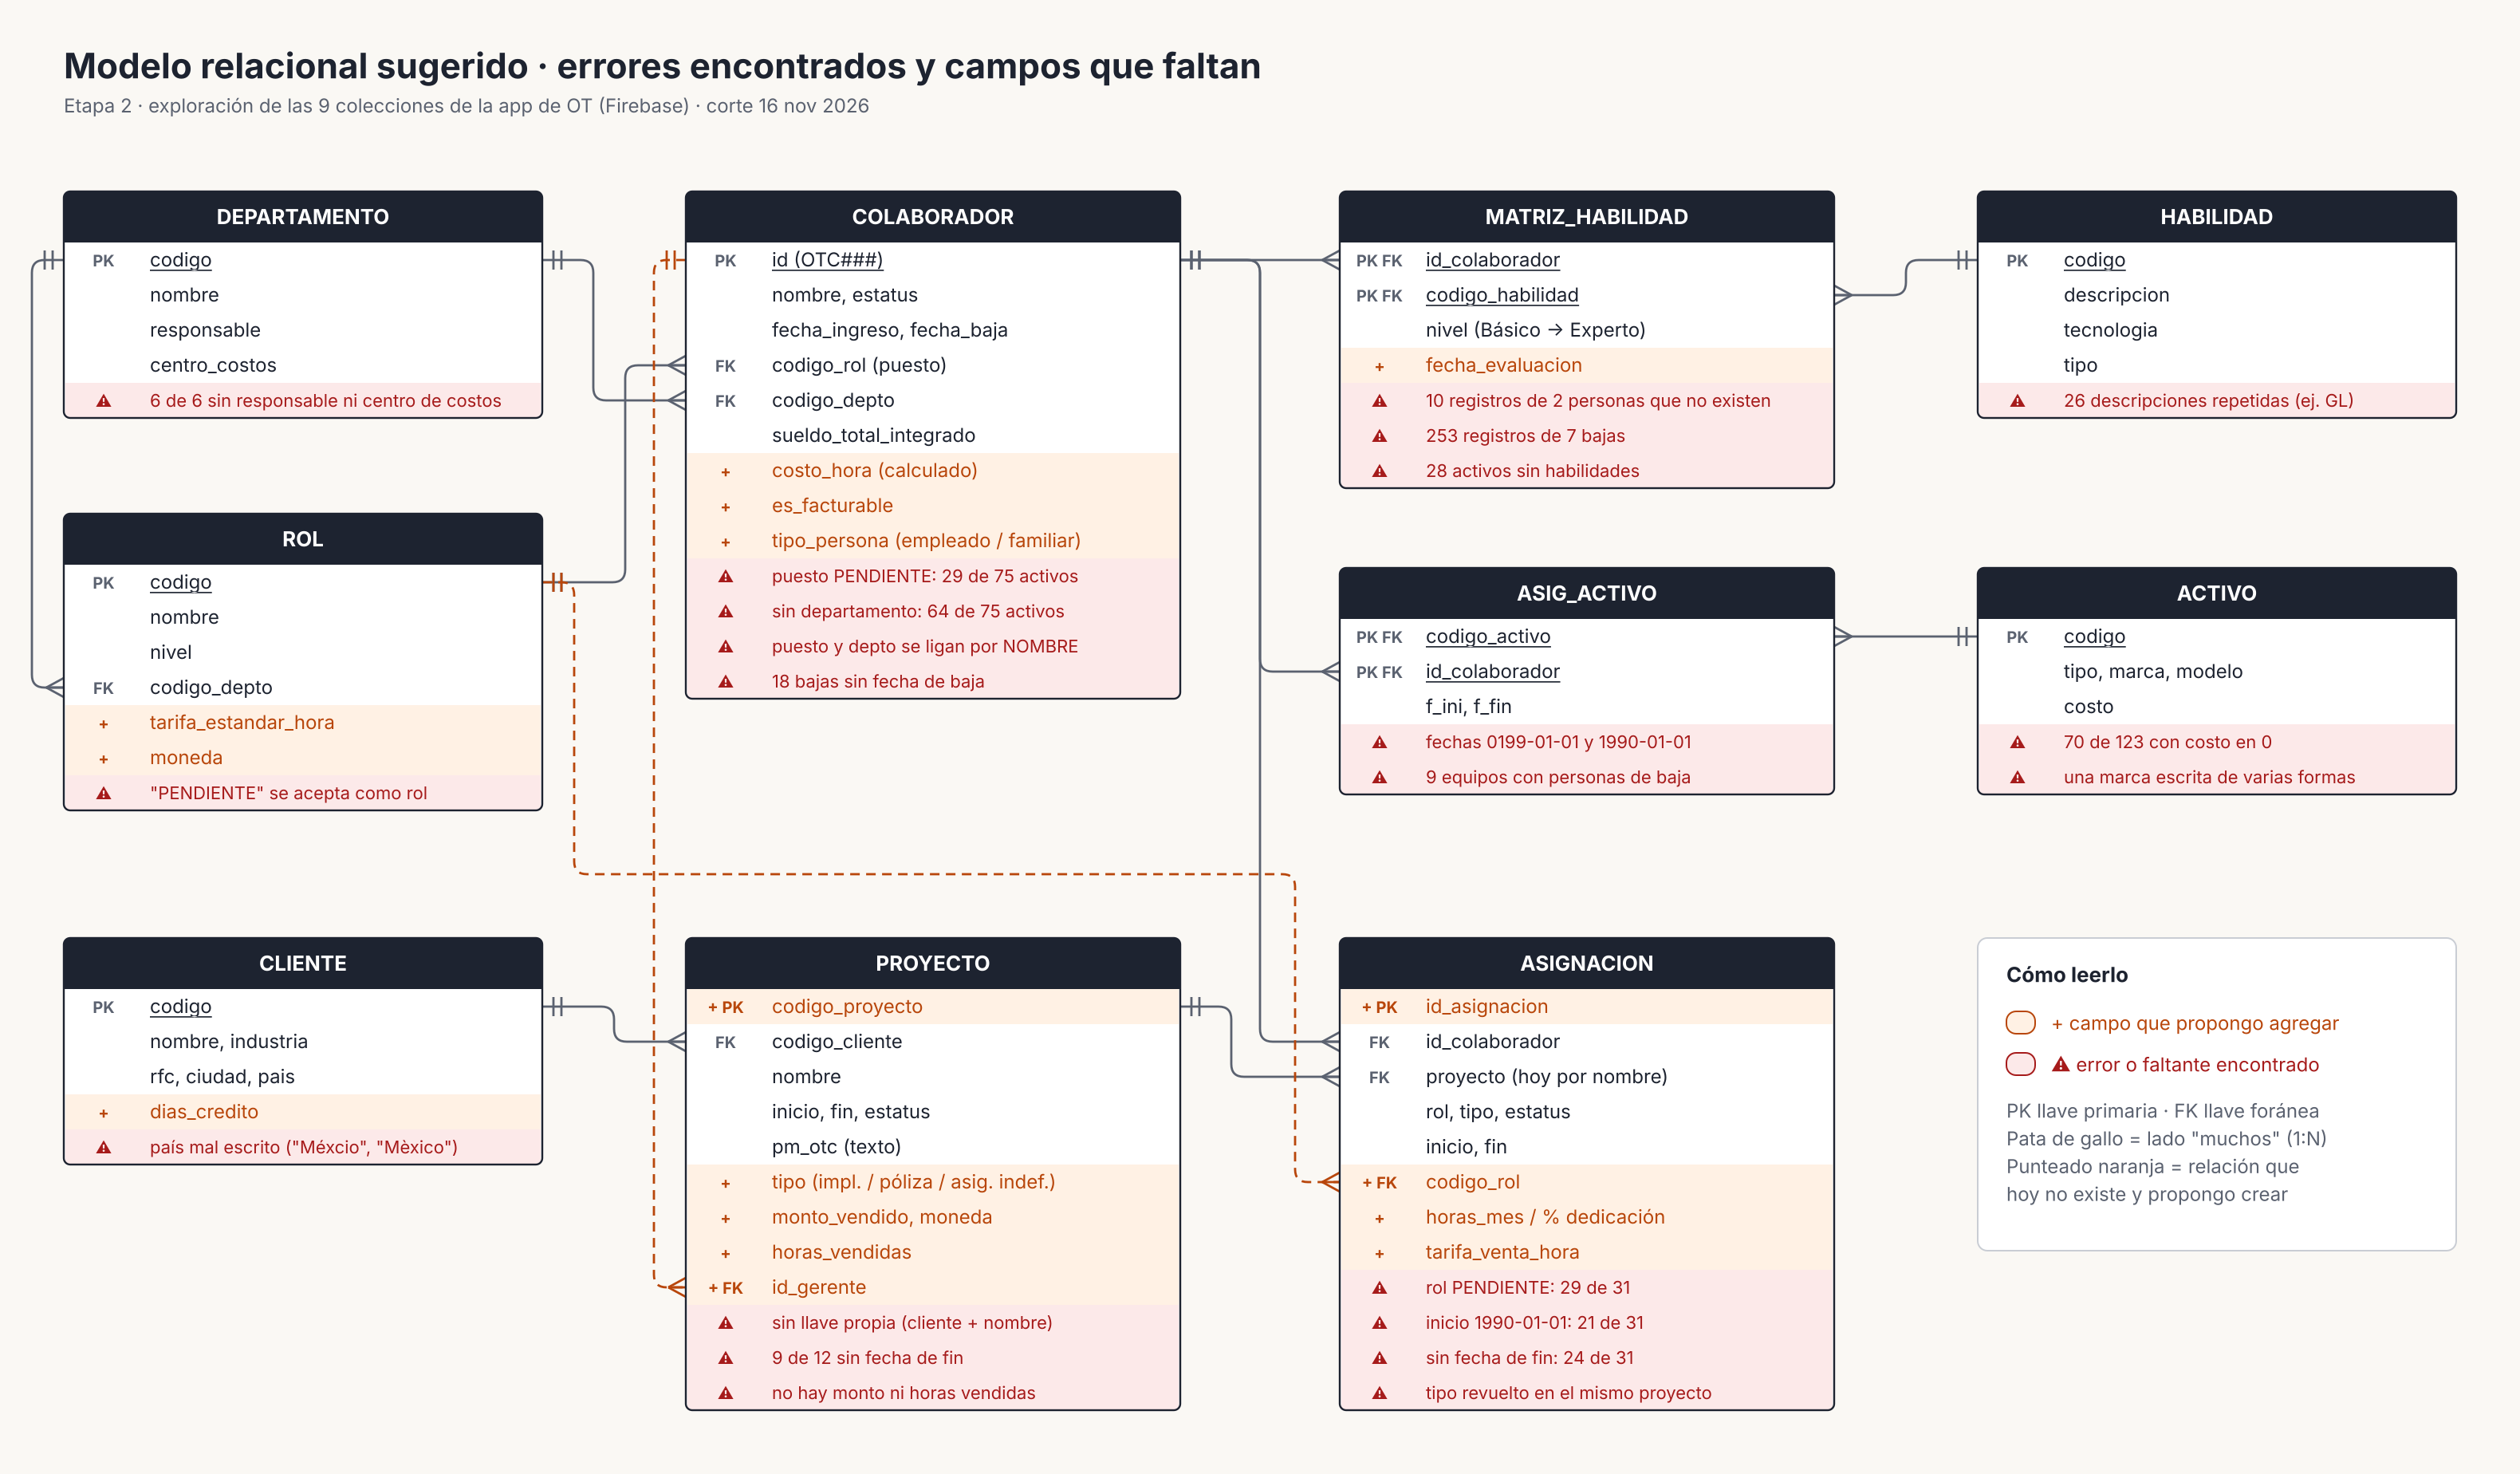 Modelo relacional sugerido · errores encontrados y campos que faltan
Etapa 2 · exploración de las 9 colecciones de la app de OT (Firebase) · corte 16 nov 2026
DEPARTAMENTO
PK codigo
nombre
responsable
centro_costos
6 de 6 sin responsable ni centro de costos
COLABORADOR
PK id (OTC###)
nombre, estatus
fecha_ingreso, fecha_baja
FK codigo_rol (puesto)
FK codigo_depto
sueldo_total_integrado
+ costo_hora (calculado)
+ es_facturable
+ tipo_persona (empleado / familiar)
puesto PENDIENTE: 29 de 75 activos
sin departamento: 64 de 75 activos
puesto y depto se ligan por NOMBRE
18 bajas sin fecha de baja
MATRIZ_HABILIDAD
PK FK id_colaborador
PK FK codigo_habilidad
nivel (Básico → Experto)
+ fecha_evaluacion
10 registros de 2 personas que no existen
253 registros de 7 bajas
28 activos sin habilidades
HABILIDAD
PK codigo
descripcion
tecnologia
tipo
26 descripciones repetidas (ej. GL)
ROL
PK codigo
nombre
nivel
FK codigo_depto
+ tarifa_estandar_hora
+ moneda
"PENDIENTE" se acepta como rol
ASIG_ACTIVO
PK FK codigo_activo
PK FK id_colaborador
f_ini, f_fin
fechas 0199-01-01 y 1990-01-01
9 equipos con personas de baja
ACTIVO
PK codigo
tipo, marca, modelo
costo
70 de 123 con costo en 0
una marca escrita de varias formas
CLIENTE
PK codigo
nombre, industria
rfc, ciudad, pais
+ dias_credito
país mal escrito ("Méxcio", "Mèxico")
PROYECTO
+ PK codigo_proyecto
FK codigo_cliente
nombre
inicio, fin, estatus
pm_otc (texto)
+ tipo (impl. / póliza / asig. indef.)
+ monto_vendido, moneda
+ horas_vendidas
+ FK id_gerente
sin llave propia (cliente + nombre)
9 de 12 sin fecha de fin
no hay monto ni horas vendidas
ASIGNACION
+ PK id_asignacion
FK id_colaborador
FK proyecto (hoy por nombre)
rol, tipo, estatus
inicio, fin
+ FK codigo_rol
+ horas_mes / % dedicación
+ tarifa_venta_hora
rol PENDIENTE: 29 de 31
inicio 1990-01-01: 21 de 31
sin fecha de fin: 24 de 31
tipo revuelto en el mismo proyecto
Cómo leerlo
+ campo que propongo agregar
error o faltante encontrado
PK llave primaria · FK llave foránea
Pata de gallo = lado "muchos" (1:N)
Punteado naranja = relación que
hoy no existe y propongo crear